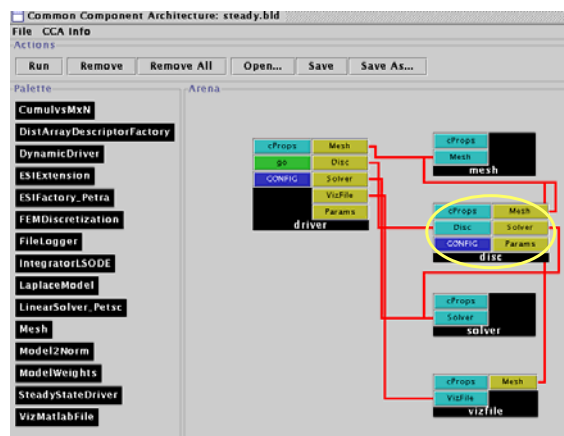 Common Component Architecture: steady.bld
File CCA Info
Actions
Run Remove Remove All Open... Save Save As...
Palette
Arena
CumulvsMxN
DistArrayDescriptorFactory
DynamicDriver
ESIExtension
ESIFactory_Petra
FEMDiscretization
FileLogger
IntegratorLSODE
LaplaceModel
LinearSolver_Petsc
Mesh
Model2Norm
ModelWeights
SteadyStateDriver
VizMatlabFile
cProps Mesh
go Disc
CONFIG Solver
VizFile
Params
driver
cProps
Mesh
mesh
cProps Mesh
Disc Solver
CONFIG Params
disc
cProps
Solver
solver
cProps Mesh
VizFile
vizfile